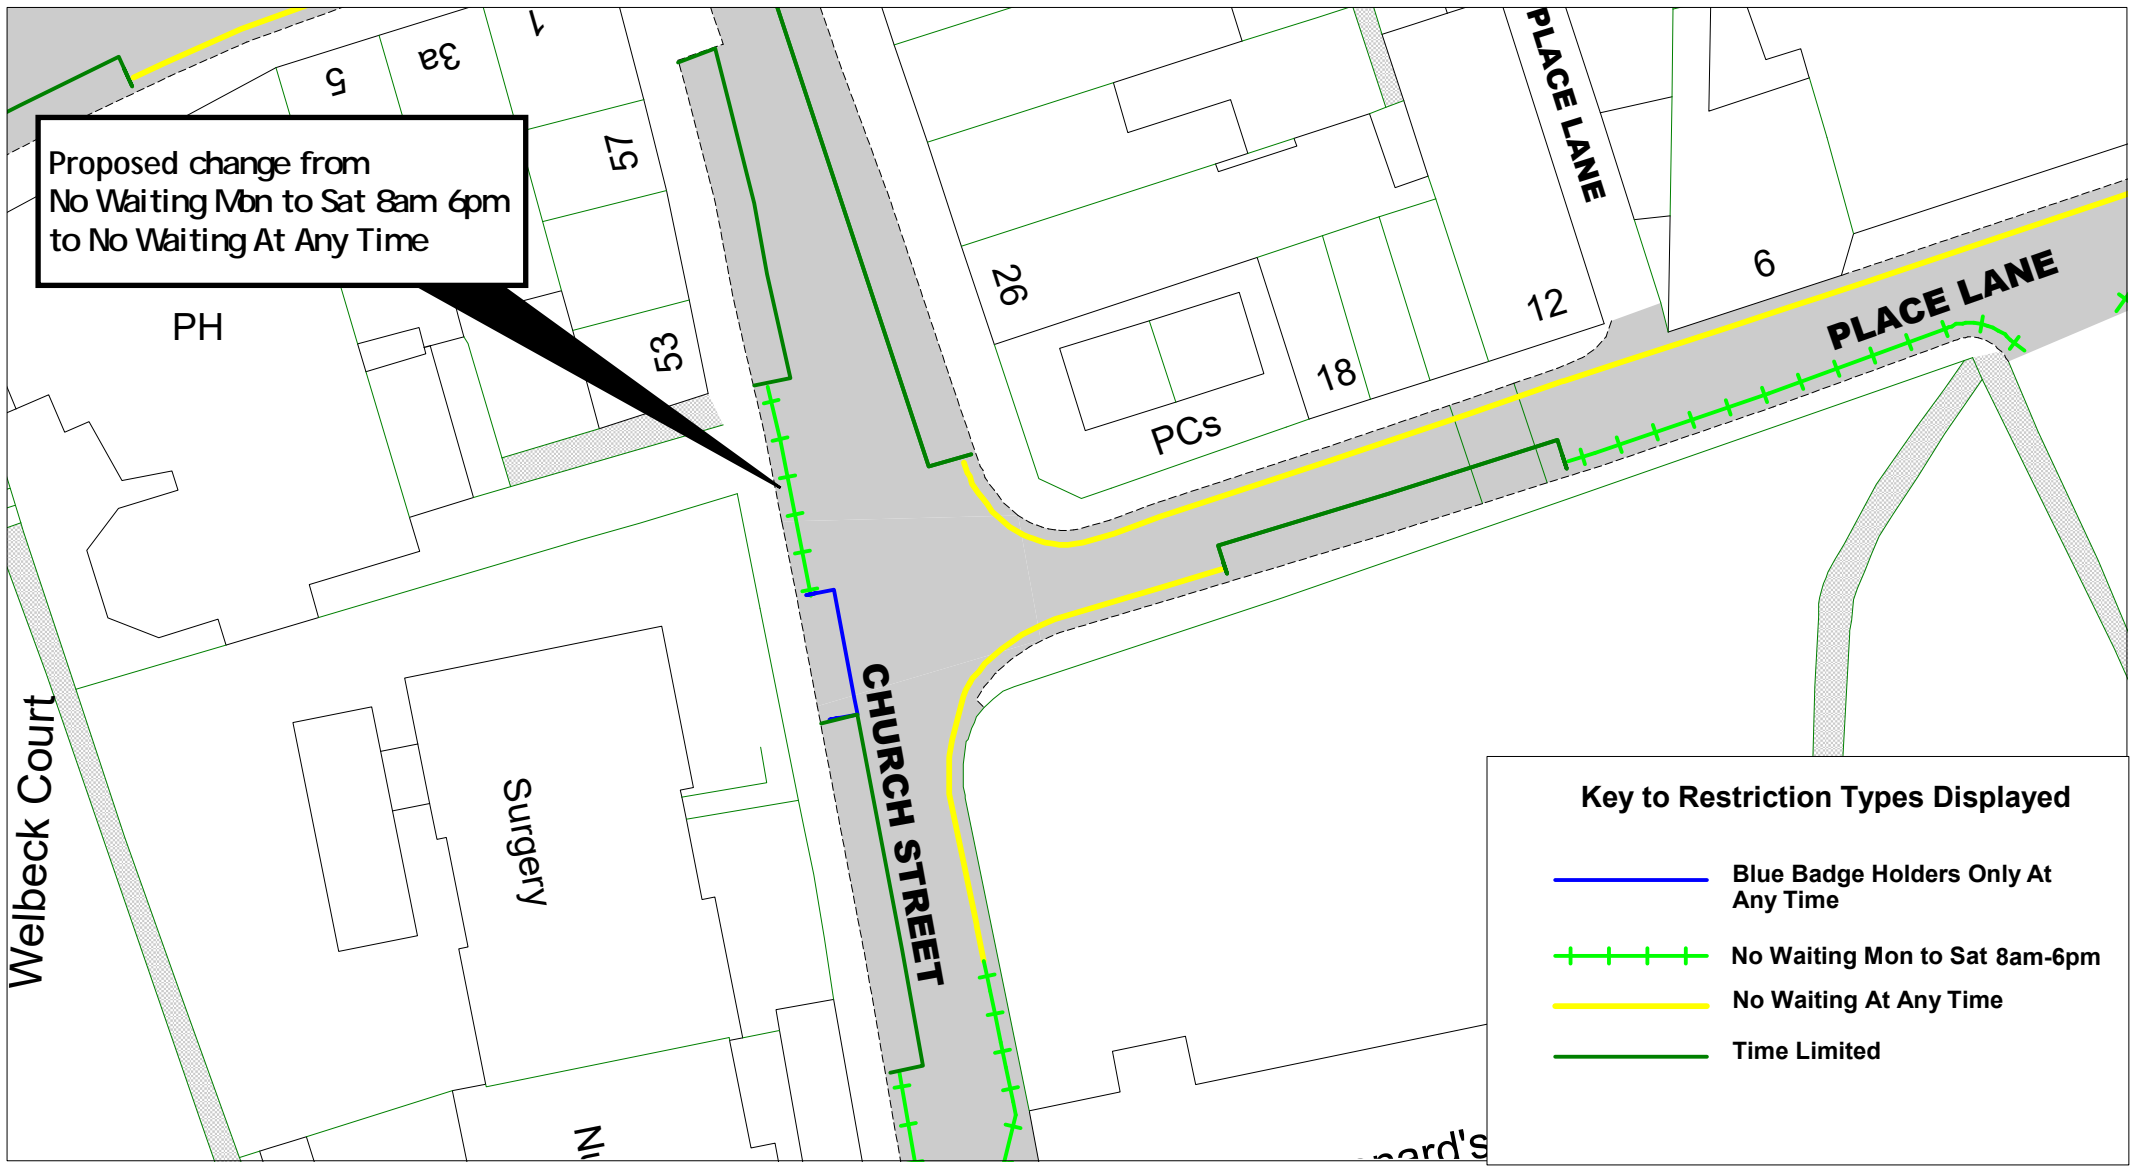 1
3a
5
PLACE LANE
57
Proposed change from
No Waiting Mon to Sat 8am 6pm
to No Waiting At Any Time
PH
53
26
6
PLACE LANE
12
18
PCs
CHURCH STREET
Welbeck Court
Surgery
Key to Restriction Types Displayed
Blue Badge Holders Only At
Any Time
No Waiting Mon to Sat 8am-6pm
No Waiting At Any Time
Time Limited